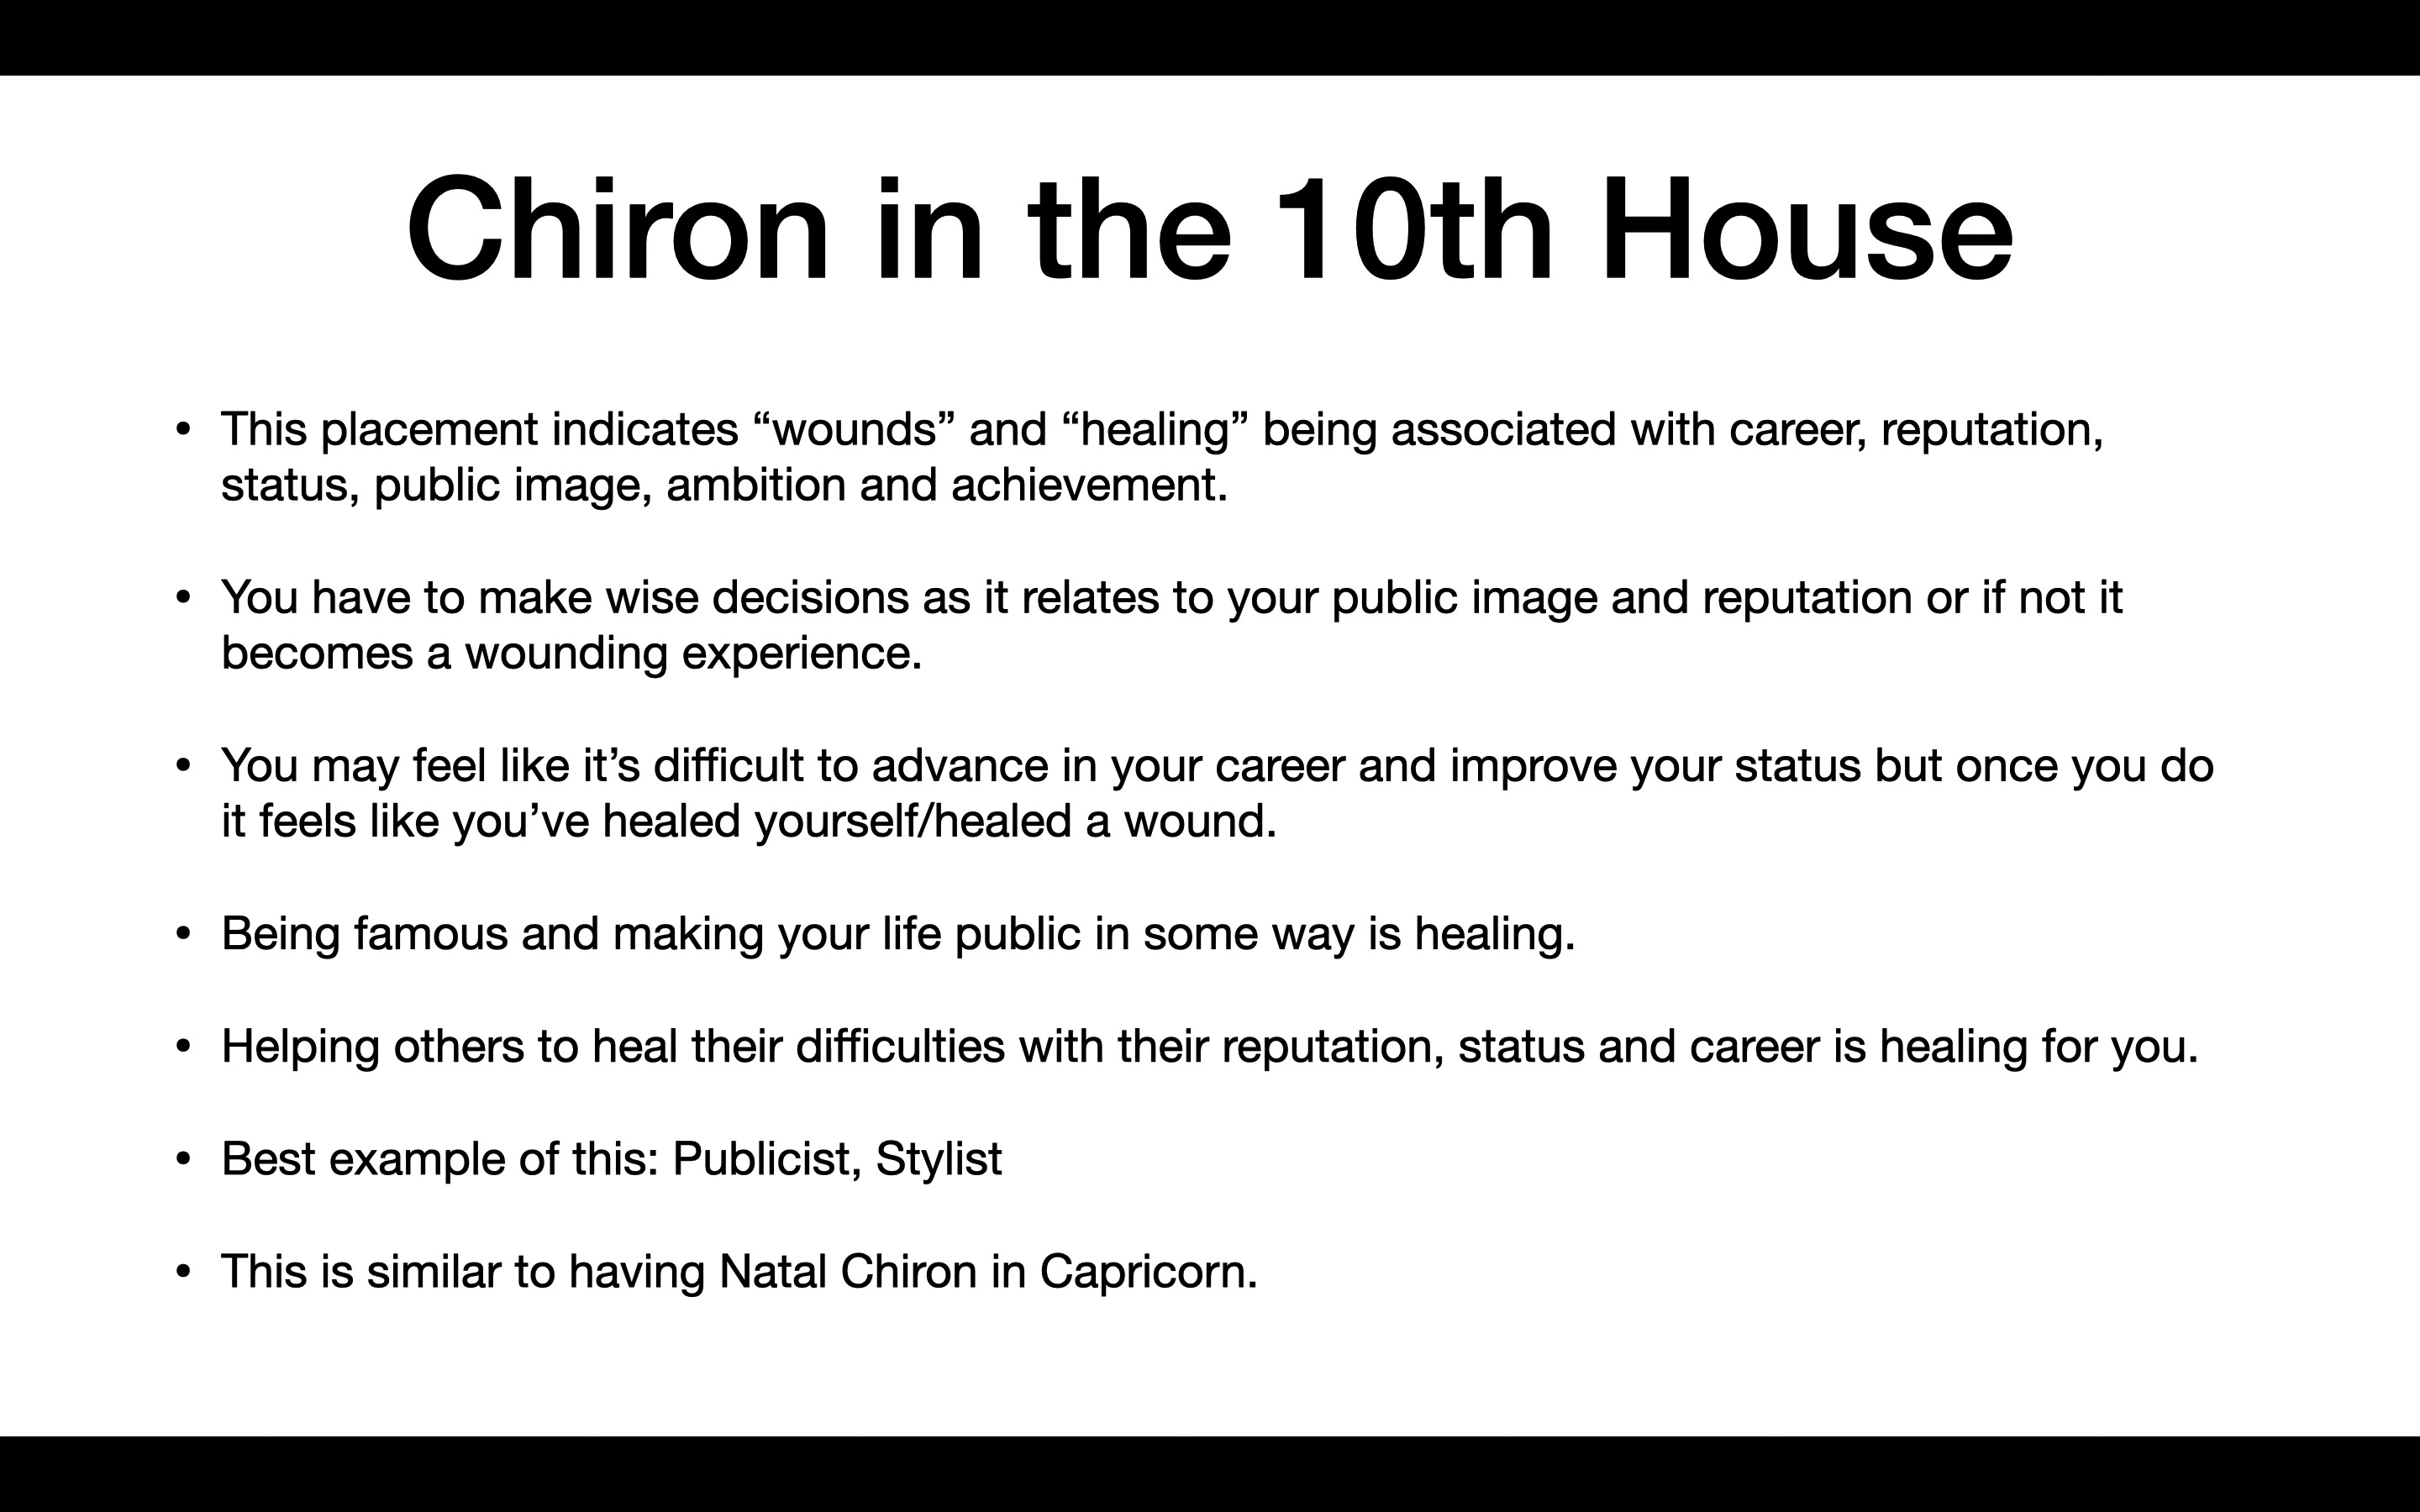 Chiron in the 10th House
• This placement indicates “wounds” and “healing” being associated with career, reputation,
status, public image, ambition and achievement.
• You have to make wise decisions as it relates to your public image and reputation or if not it
becomes a wounding experience.
• You may feel like it’s difficult to advance in your career and improve your status but once you do
it feels like you’ve healed yourself/healed a wound.
• Being famous and making your life public in some way is healing.
• Helping others to heal their difficulties with their reputation, status and career is healing for you.
• Best example of this: Publicist, Stylist
• This is similar to having Natal Chiron in Capricorn.